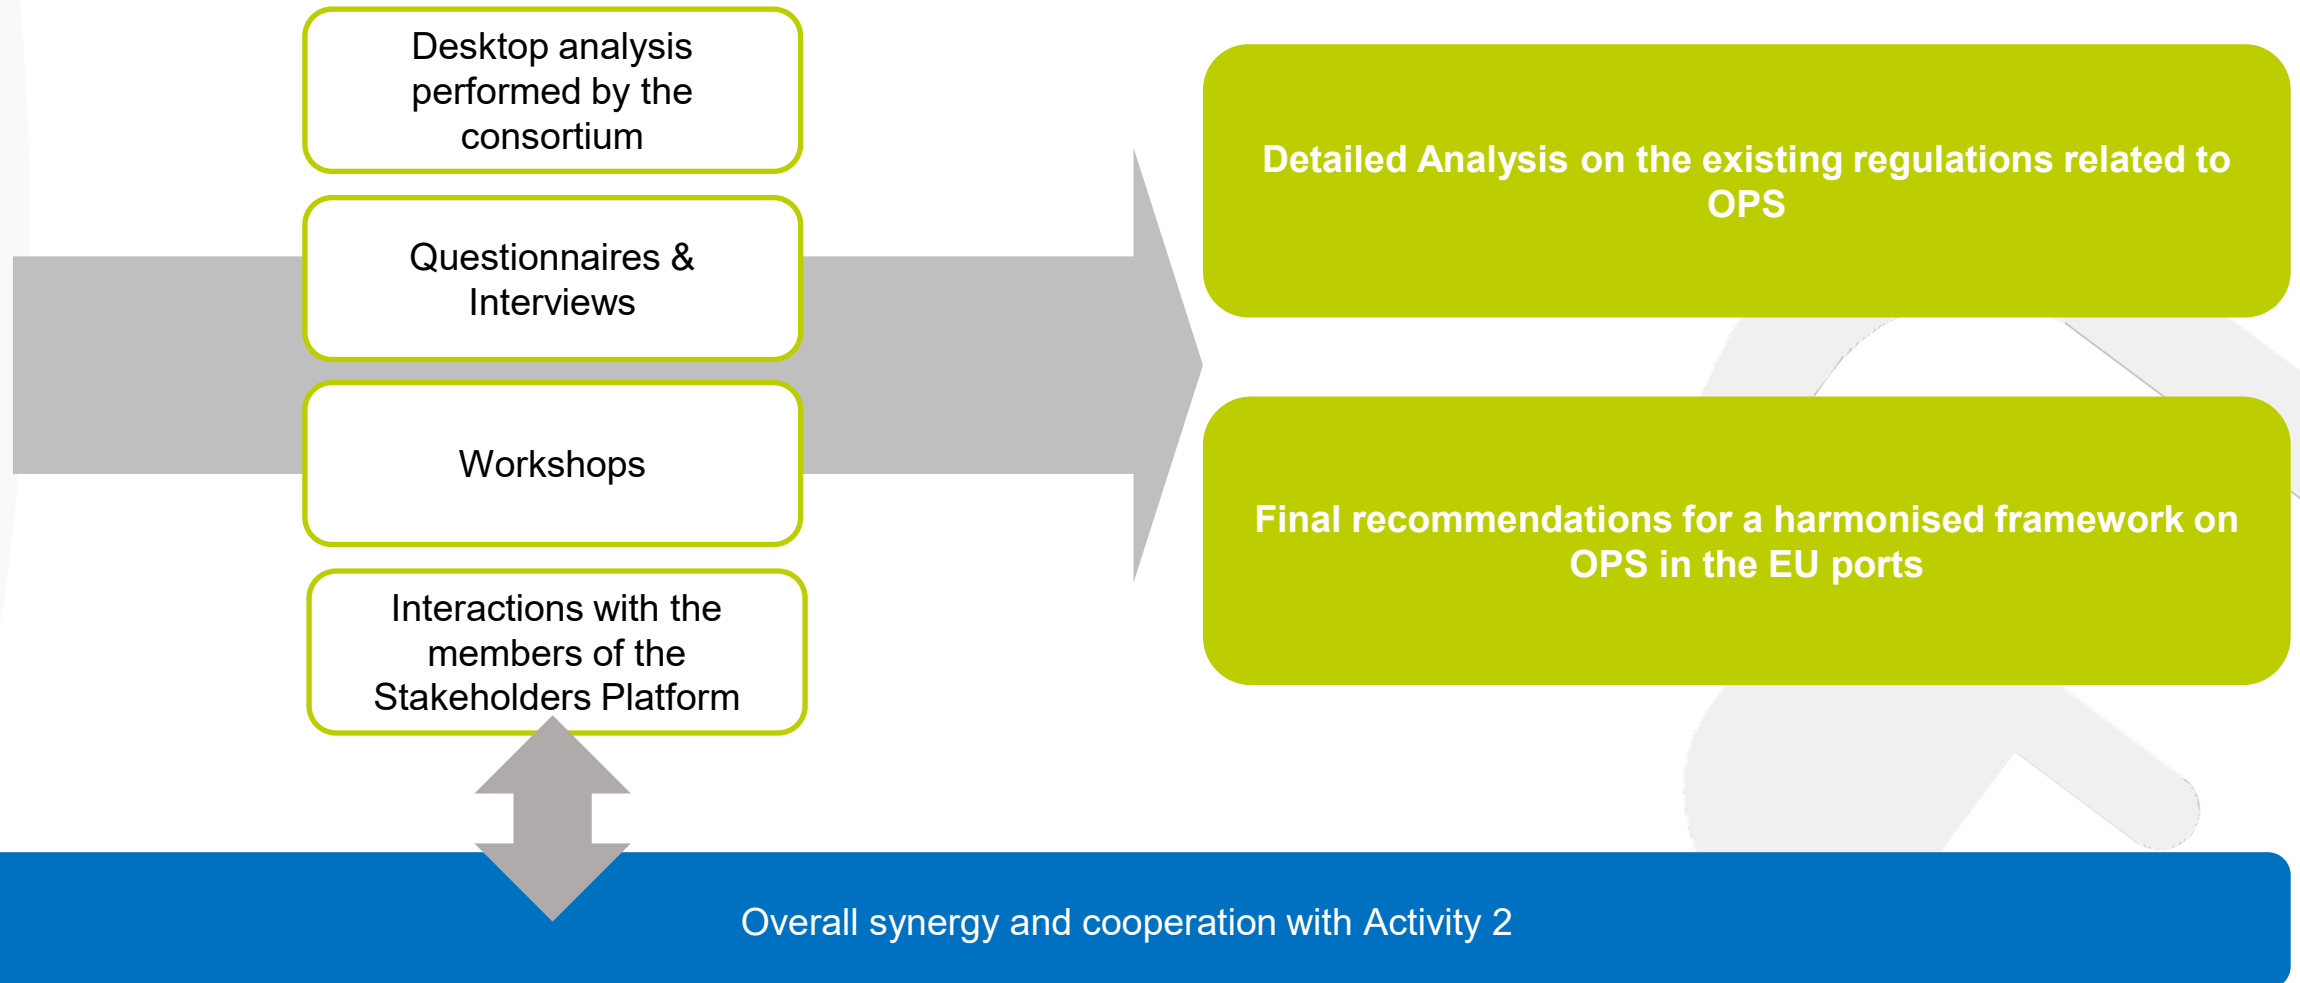 Desktop analysis
performed by the
consortium
Questionnaires &
Interviews
Workshops
Interactions with the
members of the
Stakeholders Platform
Detailed Analysis on the existing regulations related to
OPS
Final recommendations for a harmonised framework on
OPS in the EU ports
Overall synergy and cooperation with Activity 2